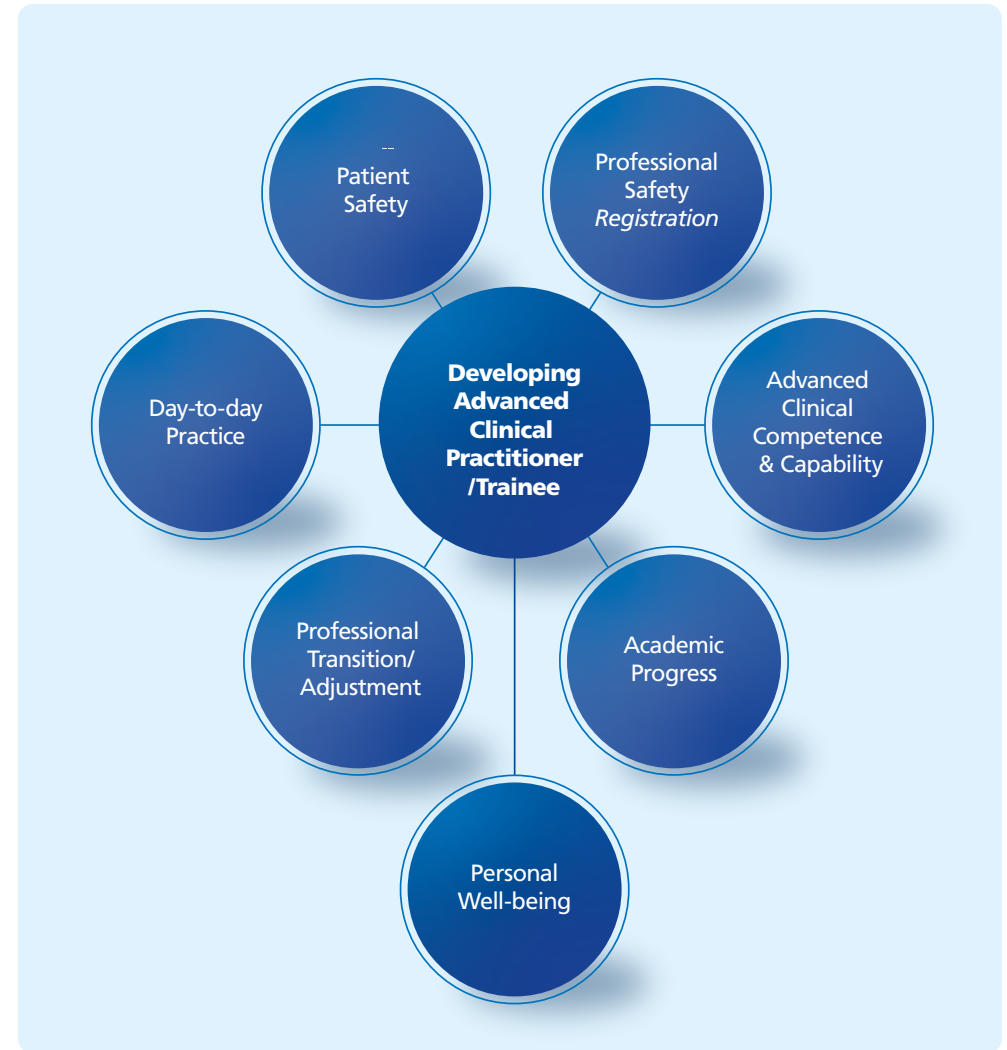 Patient
Safety
Professional
Safety
Registration
Developing
Advanced
Clinical
Practitioner
/Trainee
Day-to-day
Practice
Advanced
Clinical
Competence
& Capability
Professional
Transition/
Adjustment
Academic
Progress
Personal
Well-being